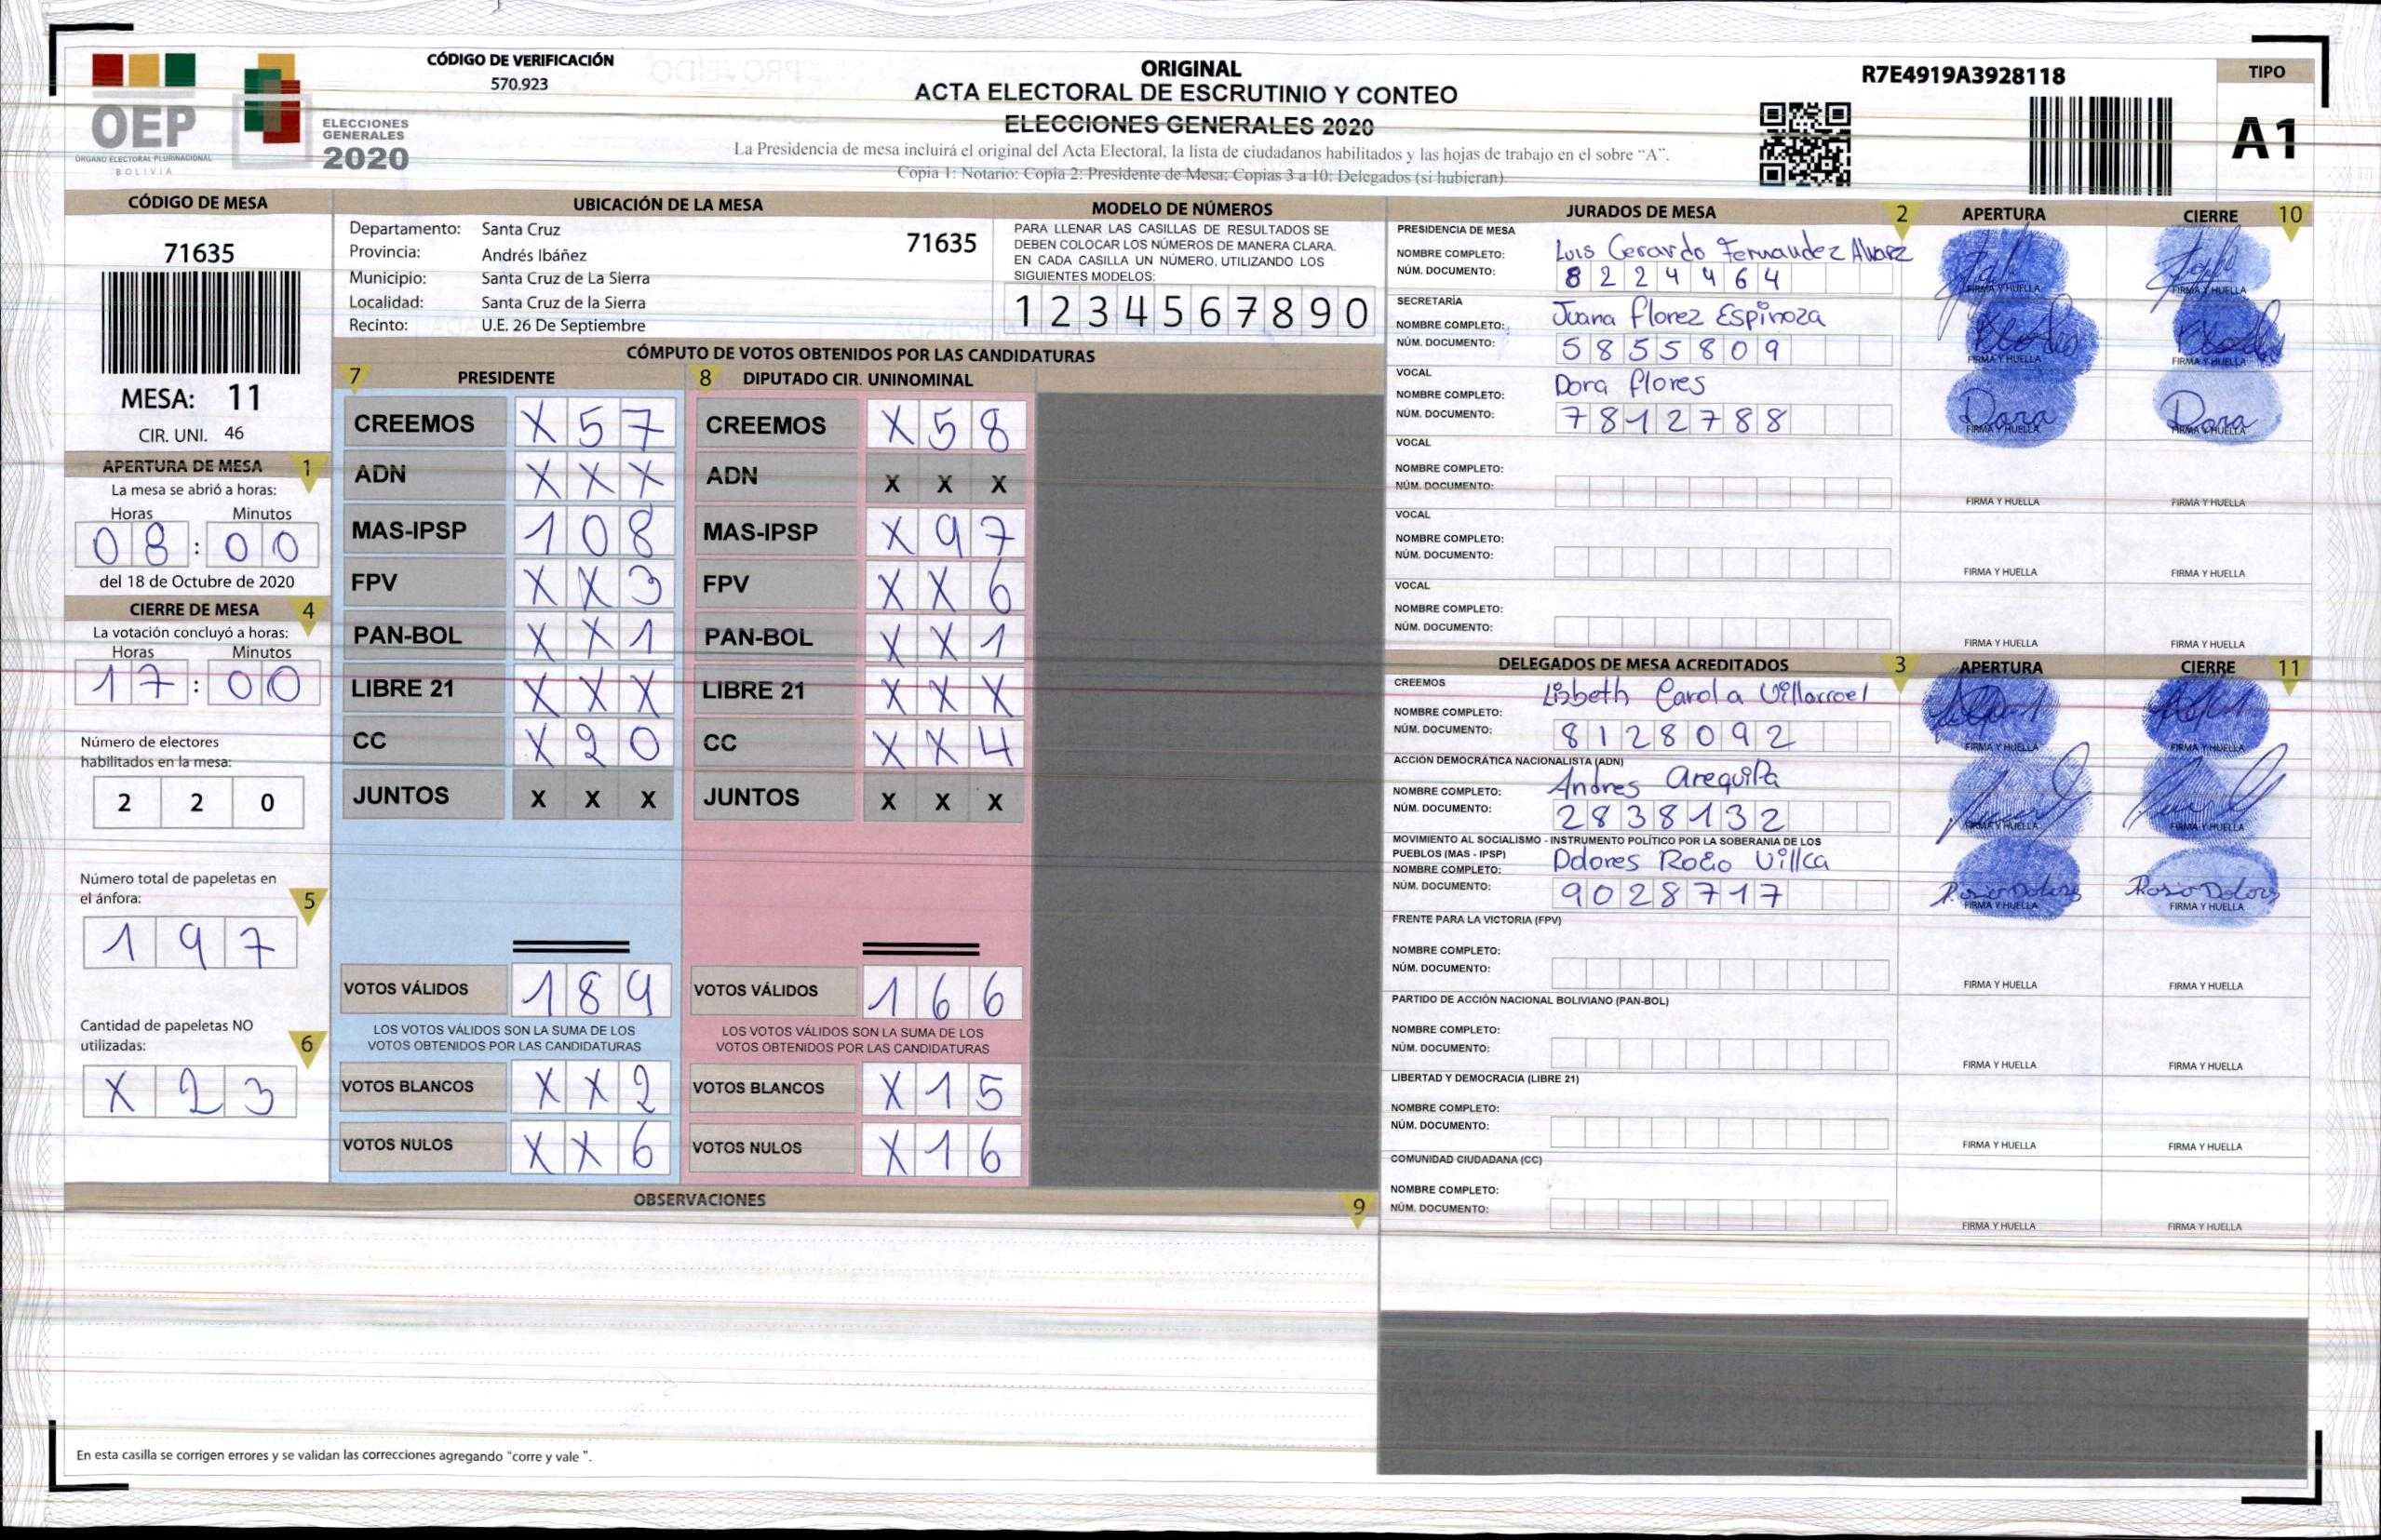 CÓDIGO DE VERIFICACIÓN
570.923
OEP
ÓRGANO ELECTORAL PLURINACIONAL
BOLIVIA
ELECCIONES
GENERALES
2020
ORIGINAL
ACTA ELECTORAL DE ESCRUTINIO Y CONTEO
ELECCIONES GENERALES 2020
La Presidencia de mesa incluirá el original del Acta Electoral, la lista de ciudadanos habilitados y las hojas de trabajo en el sobre "A".
Copia 1: Notario: Copia 2: Presidente de Mesa: Copias 3 a 10: Delegados (si hubieran).
R7E4919A3928118
TIPO
A1
CÓDIGO DE MESA
71635
MESA: 11
CIR. UNI. 46
UBICACIÓN DE LA MESA
Departamento: Santa Cruz
Provincia: Andrés Ibáñez
Municipio: Santa Cruz de La Sierra
Localidad: Santa Cruz de la Sierra
Recinto: U.E. 26 De Septiembre
71635
MODELO DE NÚMEROS
PARA LLENAR LAS CASILLAS DE RESULTADOS SE
DEBEN COLOCAR LOS NÚMEROS DE MANERA CLARA.
EN CADA CASILLA UN NÚMERO, UTILIZANDO LOS
SIGUIENTES MODELOS:
1 2 3 4 5 6 7 8 9 0
APERTURA DE MESA 1
La mesa se abrió a horas:
Horas Minutos
08 : 00
del 18 de Octubre de 2020
CIERRE DE MESA 4
La votación concluyó a horas:
Horas Minutos
17 : 00
Número de electores
habilitados en la mesa:
2 2 0
Número total de papeletas en
el ánfora: 5
1 9 7
Cantidad de papeletas NO
utilizadas: 6
X 2 3
CÓMPUTO DE VOTOS OBTENIDOS POR LAS CANDIDATURAS
7 PRESIDENTE 8 DIPUTADO CIR. UNINOMINAL
CREEMOS X 5 7 CREEMOS X 5 8
ADN X X X ADN X X X
MAS-IPSP 1 0 8 MAS-IPSP X 9 7
FPV X X 3 FPV X X 6
PAN-BOL X X 1 PAN-BOL X X 1
LIBRE 21 X X X LIBRE 21 X X X
CC X 2 0 CC X X 4
JUNTOS X X X JUNTOS X X X
VOTOS VÁLIDOS 1 8 9 VOTOS VÁLIDOS 1 6 6
LOS VOTOS VÁLIDOS SON LA SUMA DE LOS
VOTOS OBTENIDOS POR LAS CANDIDATURAS
LOS VOTOS VÁLIDOS SON LA SUMA DE LOS
VOTOS OBTENIDOS POR LAS CANDIDATURAS
VOTOS BLANCOS X X 2 VOTOS BLANCOS X 1 5
VOTOS NULOS X X 6 VOTOS NULOS X 1 6
OBSERVACIONES 9
En esta casilla se corrigen errores y se validan las correcciones agregando "corre y vale ".
JURADOS DE MESA 2 APERTURA CIERRE 10
PRESIDENCIA DE MESA
NOMBRE COMPLETO: Luis Gerardo Fernandez Alvarz
NÚM. DOCUMENTO: 8224464
FIRMA Y HUELLA FIRMA Y HUELLA
SECRETARÍA
NOMBRE COMPLETO: Juana Florez Espinoza
NÚM. DOCUMENTO: 5855809
FIRMA Y HUELLA FIRMA Y HUELLA
VOCAL
NOMBRE COMPLETO: Dora flores
NÚM. DOCUMENTO: 7812788
Dora Dora
FIRMA Y HUELLA FIRMA Y HUELLA
VOCAL
NOMBRE COMPLETO:
NÚM. DOCUMENTO:
FIRMA Y HUELLA FIRMA Y HUELLA
VOCAL
NOMBRE COMPLETO:
NÚM. DOCUMENTO:
FIRMA Y HUELLA FIRMA Y HUELLA
VOCAL
NOMBRE COMPLETO:
NÚM. DOCUMENTO:
FIRMA Y HUELLA FIRMA Y HUELLA
DELEGADOS DE MESA ACREDITADOS 3 APERTURA CIERRE 11
CREEMOS
NOMBRE COMPLETO: Lisbeth Carola Villarroel
NÚM. DOCUMENTO: 8128092
FIRMA Y HUELLA FIRMA Y HUELLA
ACCIÓN DEMOCRÁTICA NACIONALISTA (ADN)
NOMBRE COMPLETO: Andres Arequipa
NÚM. DOCUMENTO: 2838132
FIRMA Y HUELLA FIRMA Y HUELLA
MOVIMIENTO AL SOCIALISMO - INSTRUMENTO POLÍTICO POR LA SOBERANIA DE LOS
PUEBLOS (MAS - IPSP)
NOMBRE COMPLETO: Dolores Rocio Villca
NÚM. DOCUMENTO: 9028717
FIRMA Y HUELLA FIRMA Y HUELLA
FRENTE PARA LA VICTORIA (FPV)
NOMBRE COMPLETO:
NÚM. DOCUMENTO:
FIRMA Y HUELLA FIRMA Y HUELLA
PARTIDO DE ACCIÓN NACIONAL BOLIVIANO (PAN-BOL)
NOMBRE COMPLETO:
NÚM. DOCUMENTO:
FIRMA Y HUELLA FIRMA Y HUELLA
LIBERTAD Y DEMOCRACIA (LIBRE 21)
NOMBRE COMPLETO:
NÚM. DOCUMENTO:
FIRMA Y HUELLA FIRMA Y HUELLA
COMUNIDAD CIUDADANA (CC)
NOMBRE COMPLETO:
NÚM. DOCUMENTO:
FIRMA Y HUELLA FIRMA Y HUELLA